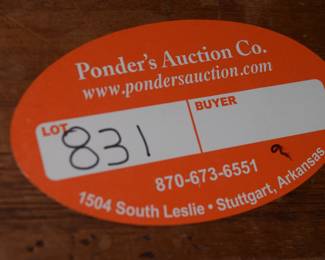 Ponder's Auction Co.
www.pondersauction.com
LOT 831 BUYER
870-673-6551
1504 South Leslie • Stuttgart, Arkansas